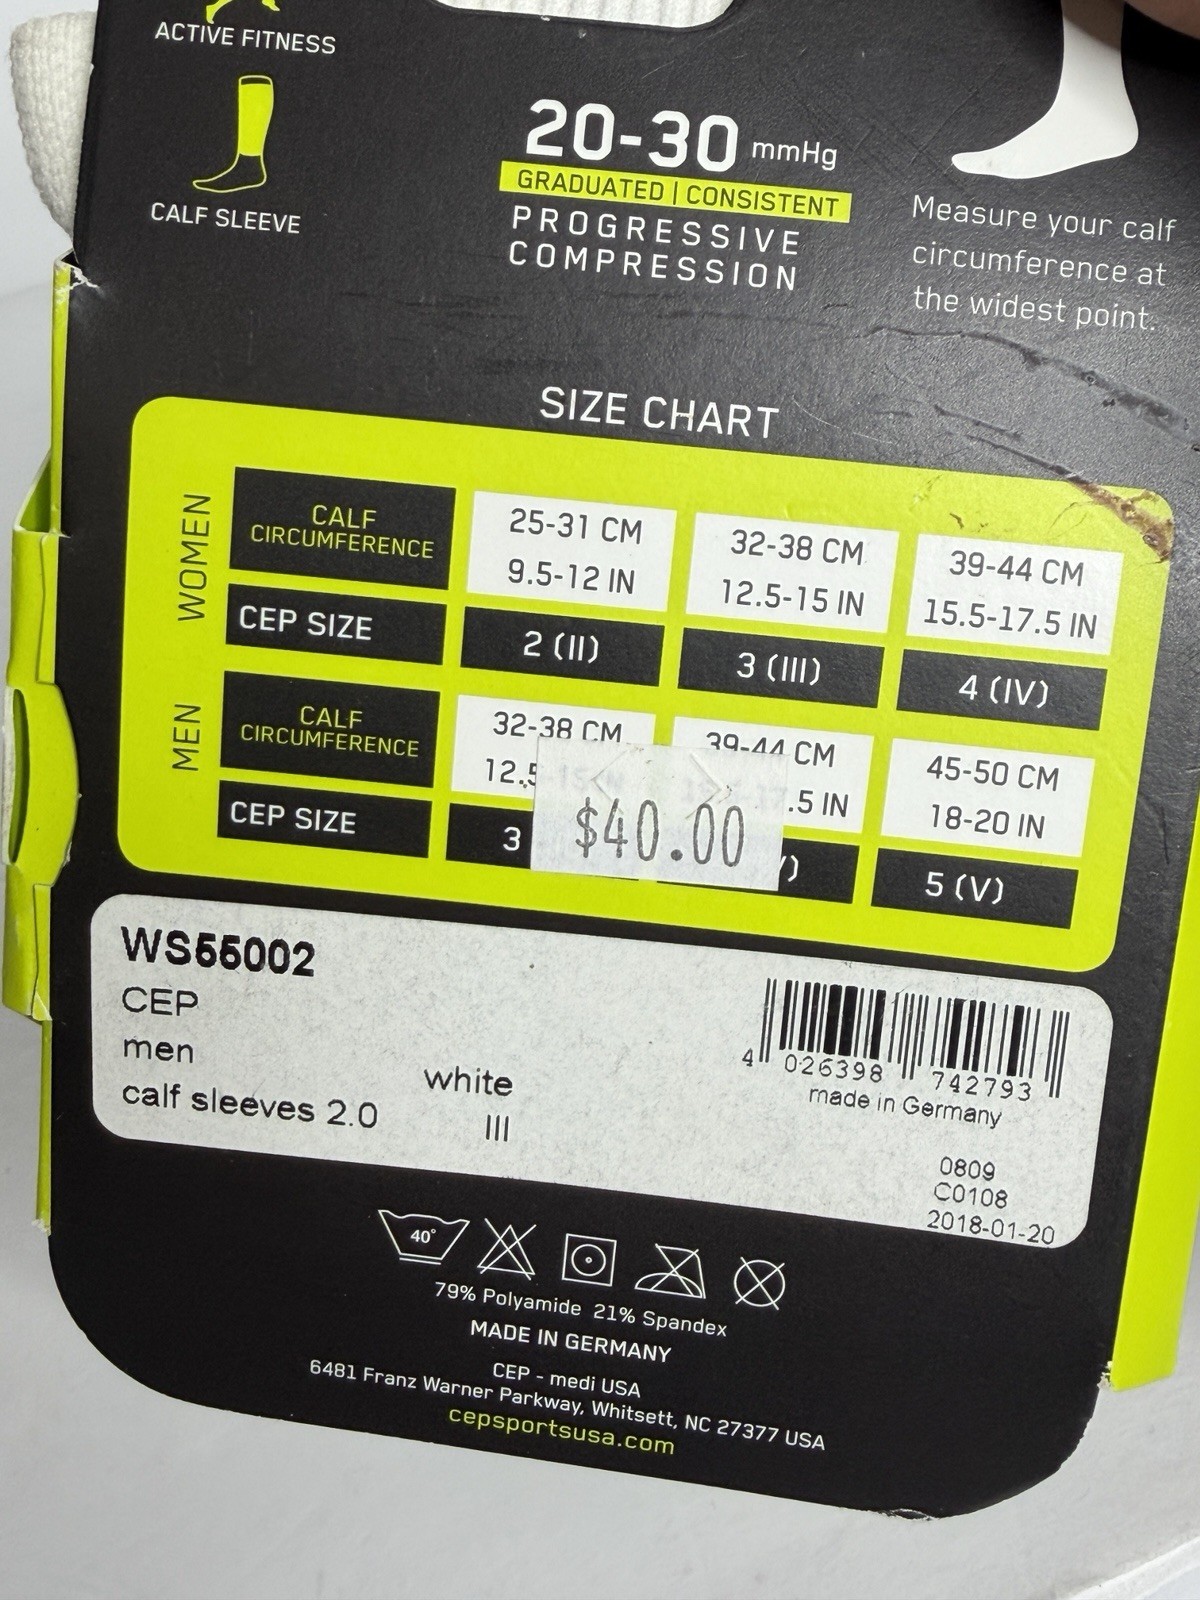 ACTIVE FITNESS
CALF SLEEVE
20-30 mmHg
GRADUATED | CONSISTENT
PROGRESSIVE
COMPRESSION
Measure your calf
circumference at
the widest point.
SIZE CHART
WOMEN
CALF CIRCUMFERENCE
25-31 CM 32-38 CM 39-44 CM
9.5-12 IN 12.5-15 IN 15.5-17.5 IN
CEP SIZE 2 (II) 3 (III) 4 (IV)
MEN
CALF CIRCUMFERENCE
32-38 CM 39-44 CM 45-50 CM
.5 IN 18-20 IN
CEP SIZE 3 5 (V)
$40.00
WS55002
CEP
men
calf sleeves 2.0
white
III
4 026398 742793
made in Germany
0809
C0108
2018-01-20
40°
79% Polyamide 21% Spandex
MADE IN GERMANY
CEP - medi USA
6481 Franz Warner Parkway, Whitsett, NC 27377 USA
cepsportsusa.com